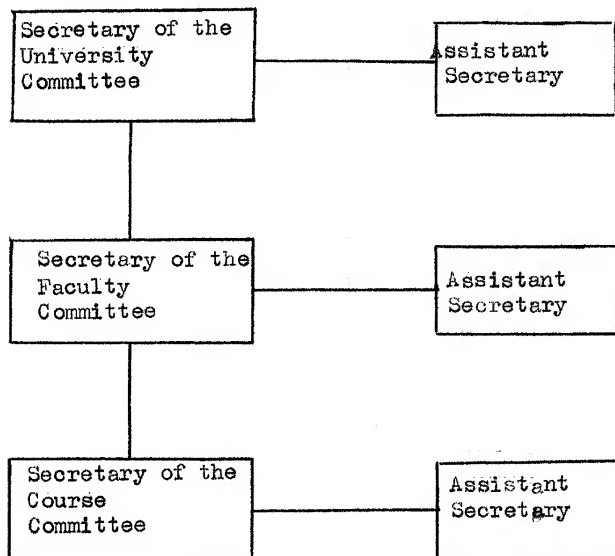 Secretary of the
University
Committee
Assistant
Secretary
Secretary of the
Faculty
Committee
Assistant
Secretary
Secretary of the
Course
Committee
Assistant
Secretary